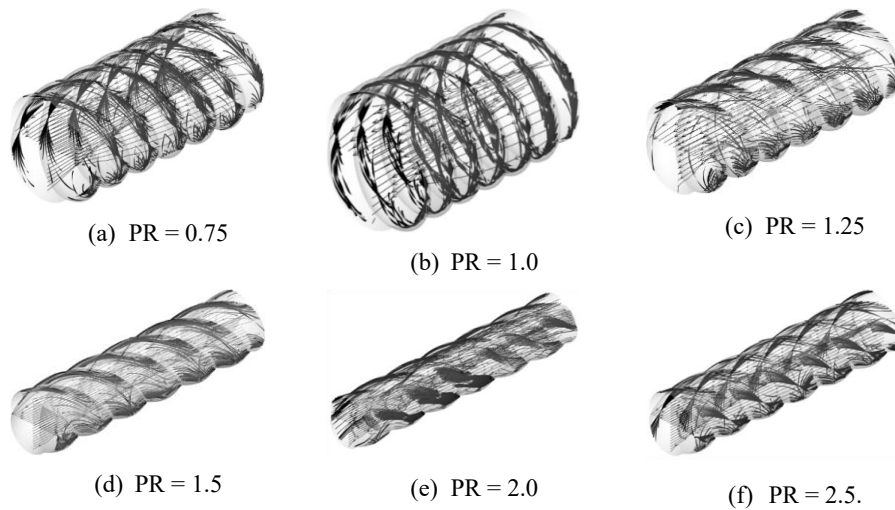 (a) PR = 0.75
(b) PR = 1.0
(c) PR = 1.25
(d) PR = 1.5
(e) PR = 2.0
(f) PR = 2.5.